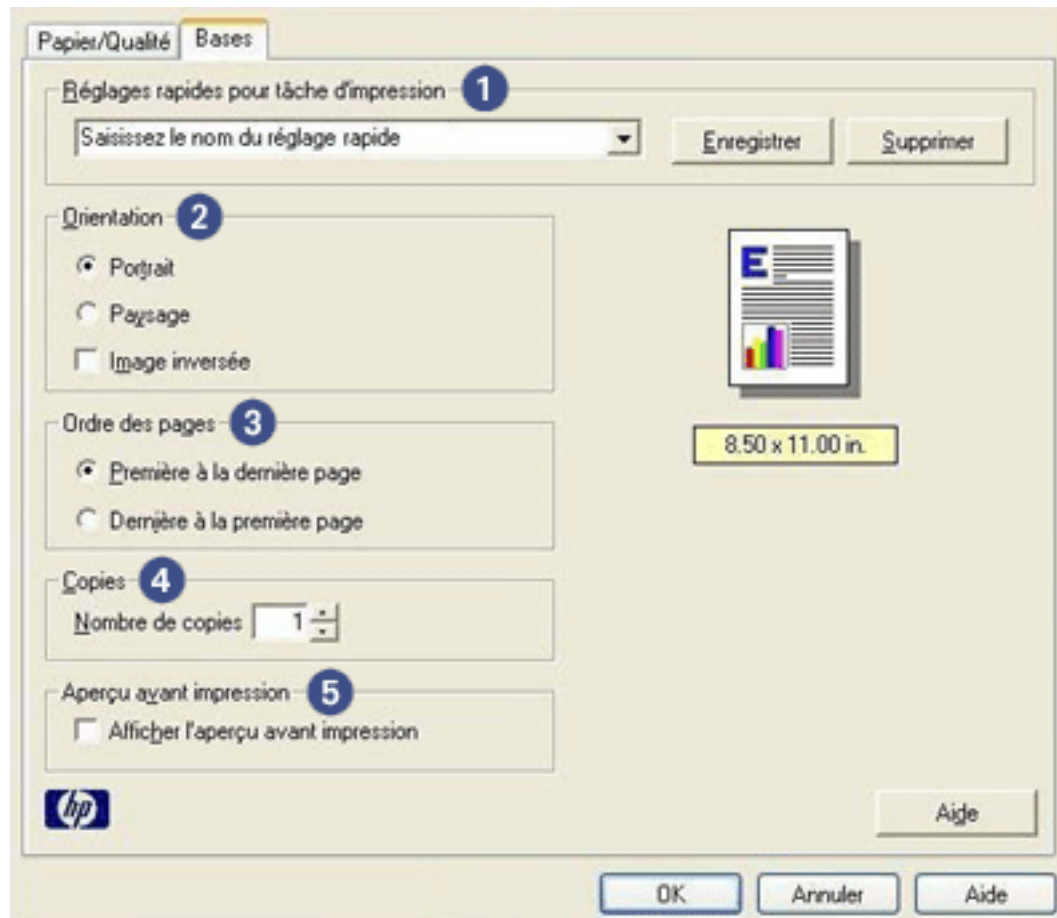 Papier/Qualité Bases
Réglages rapides pour tâche d'impression 1
Saisissez le nom du réglage rapide Enregistrer Supprimer
Orientation 2
Portrait
Paysage
Image inversée
E
8.50 x 11.00 in.
Ordre des pages 3
Première à la dernière page
Dernière à la première page
Copies 4
Nombre de copies 1
Aperçu avant impression 5
Afficher l'aperçu avant impression
hp
Aide
OK Annuler Aide